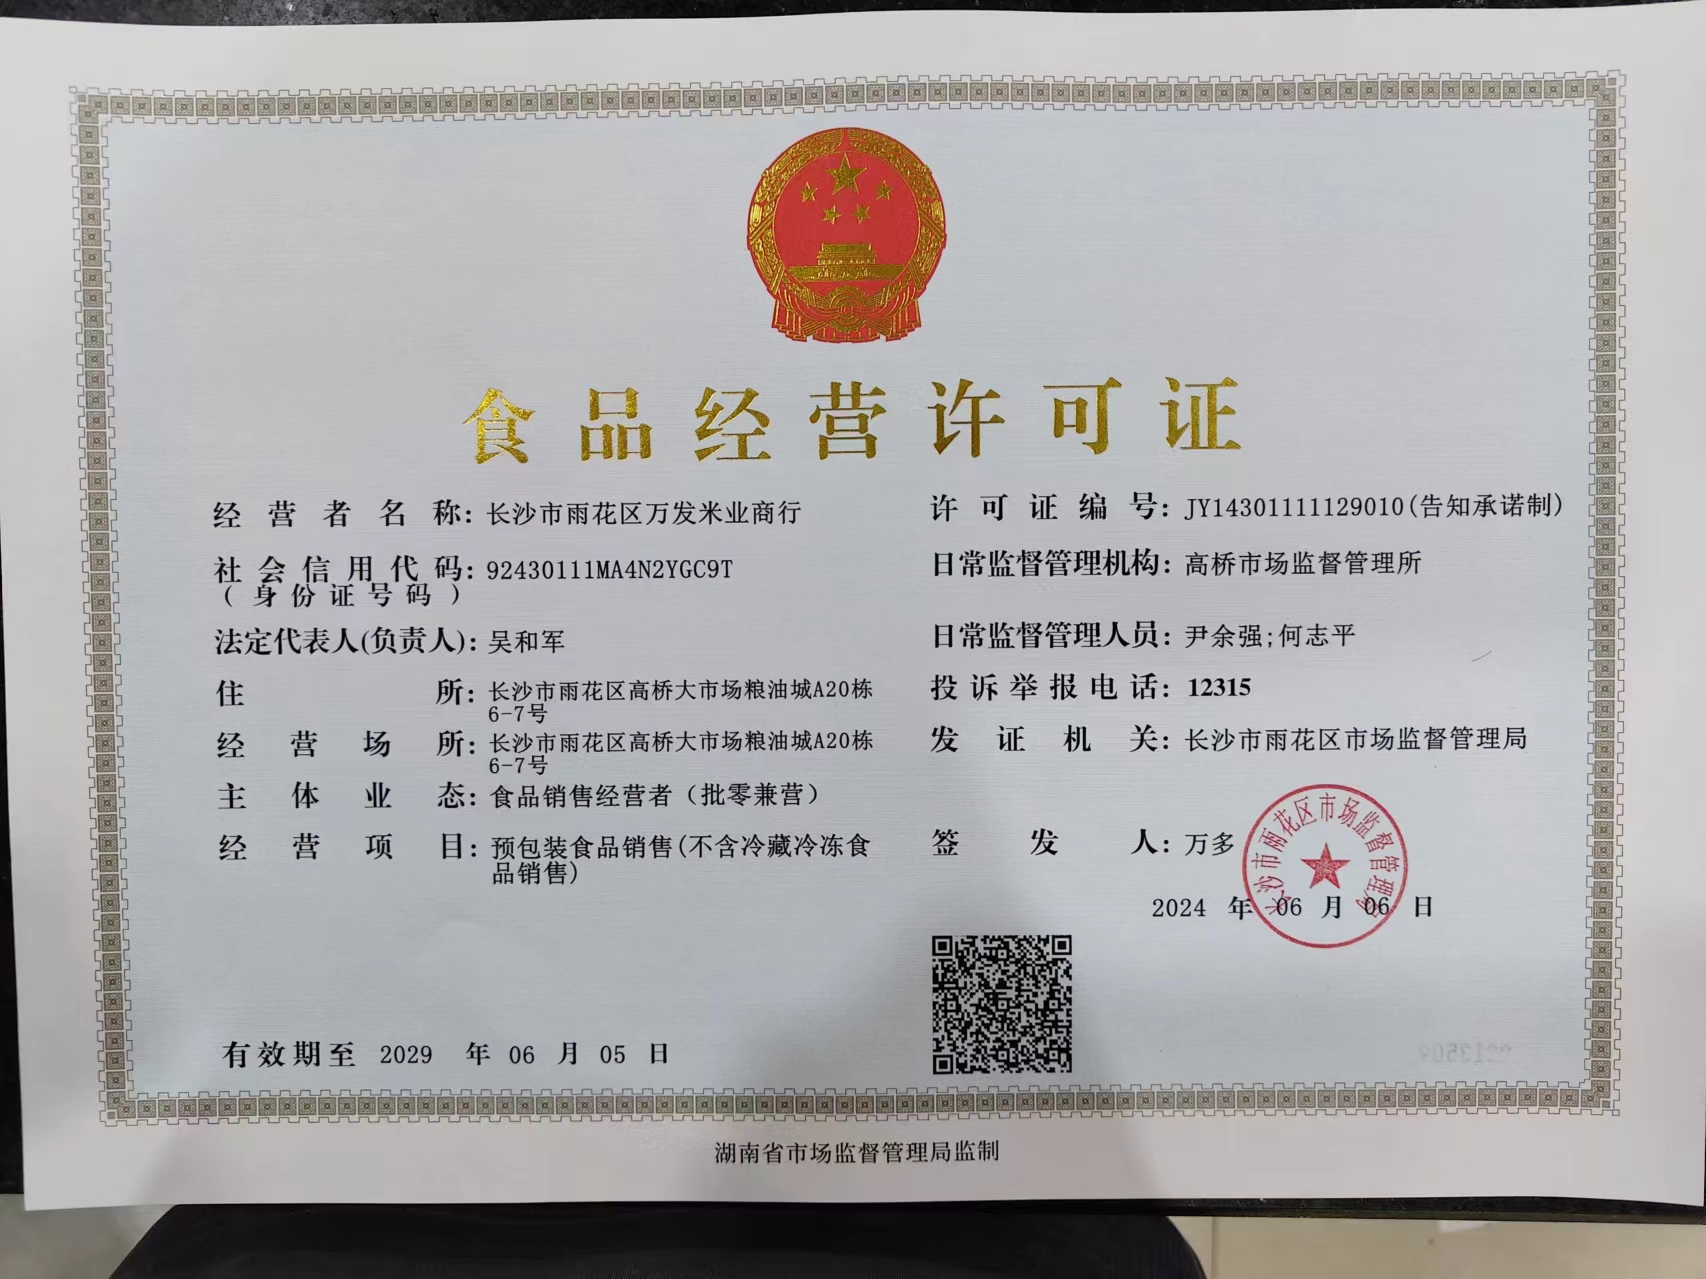 食品经营许可证
经营者名称：长沙市雨花区万发米业商行
社会信用代码：92430111MA4N2YGC9T
（身份证号码）
法定代表人(负责人)：吴和军
住所：长沙市雨花区高桥大市场粮油城A20栋
6-7号
经营场所：长沙市雨花区高桥大市场粮油城A20栋
6-7号
主体业态：食品销售经营者（批零兼营）
经营项目：预包装食品销售(不含冷藏冷冻食
品销售)
许可证编号：JY14301111129010(告知承诺制)
日常监督管理机构：高桥市场监督管理所
日常监督管理人员：尹余强;何志平
投诉举报电话：12315
发证机关：长沙市雨花区市场监督管理局
签发人：万多
长沙市雨花区市场监督管理局
2024 年 06 月 06 日
有效期至 2029 年 06 月 05 日
湖南省市场监督管理局监制